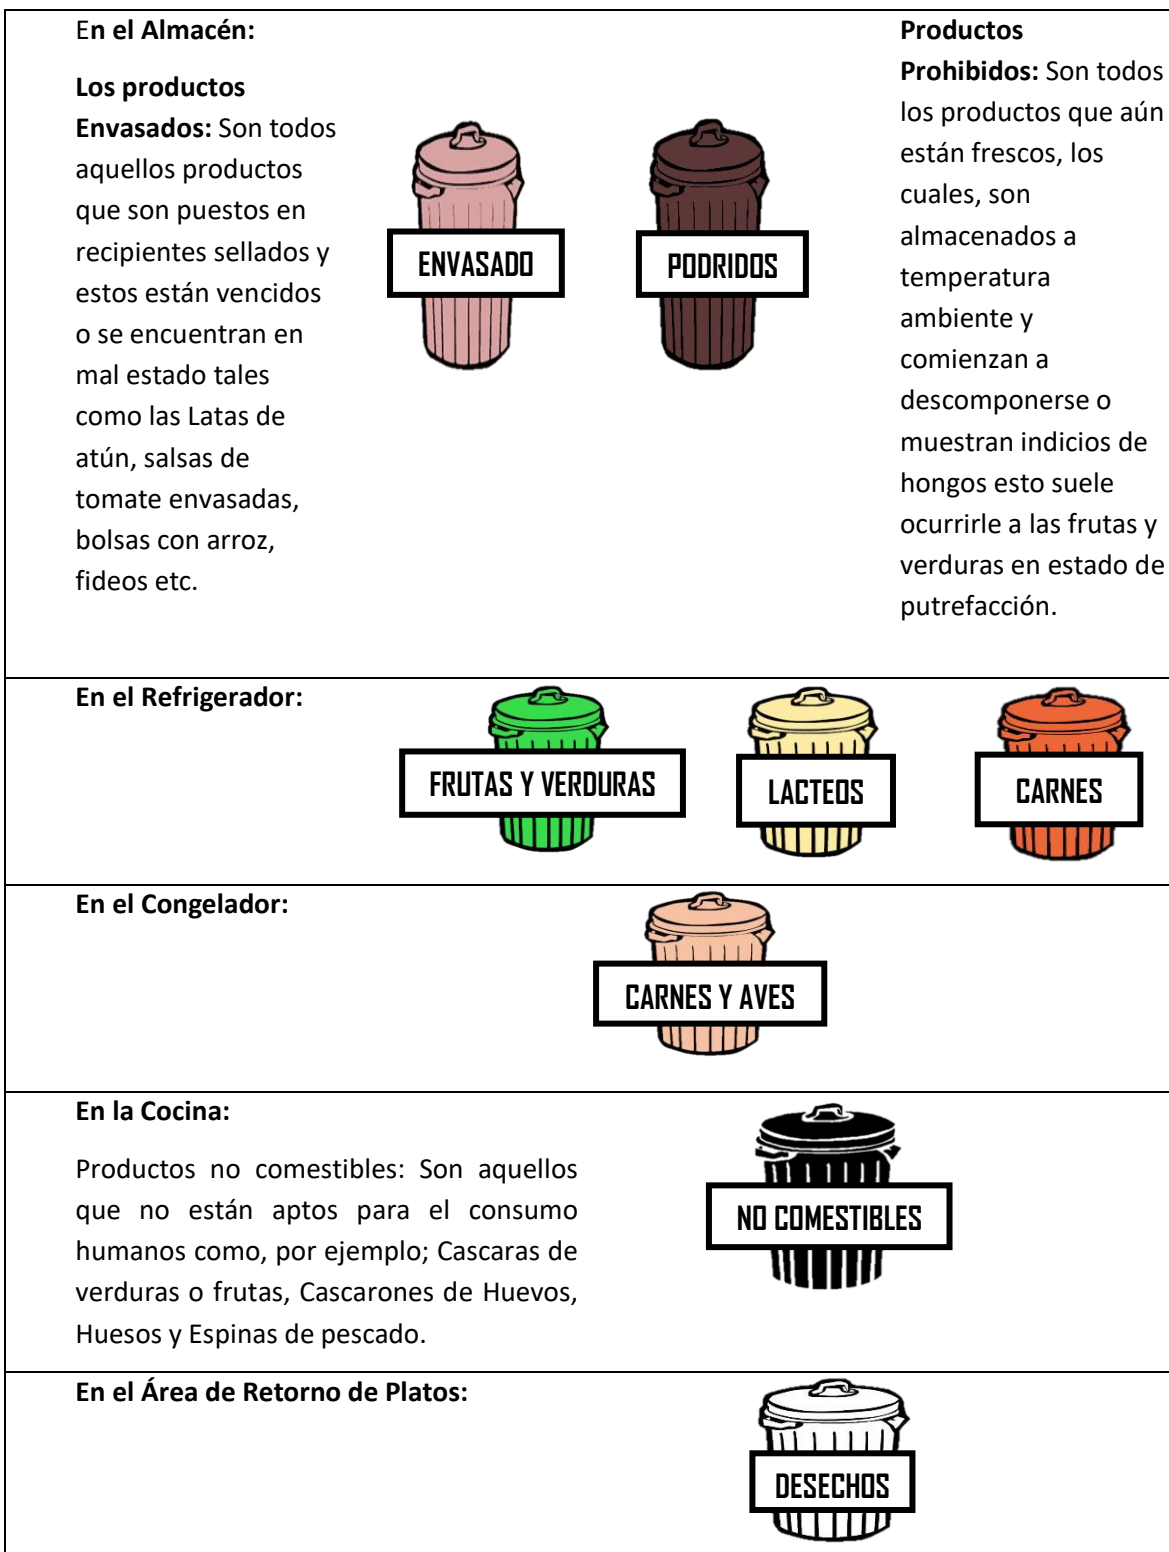 En el Almacén:
Los productos
Envasados: Son todos
aquellos productos
que son puestos en
recipientes sellados y
estos están vencidos
o se encuentran en
mal estado tales
como las Latas de
atún, salsas de
tomate envasadas,
bolsas con arroz,
fideos etc.
ENVASADO
PODRIDOS
Productos
Prohibidos: Son todos
los productos que aún
están frescos, los
cuales, son
almacenados a
temperatura
ambiente y
comienzan a
descomponerse o
muestran indicios de
hongos esto suele
ocurrirle a las frutas y
verduras en estado de
putrefacción.
En el Refrigerador:
FRUTAS Y VERDURAS
LACTEOS
CARNES
En el Congelador:
CARNES Y AVES
En la Cocina:
Productos no comestibles: Son aquellos
que no están aptos para el consumo
humanos como, por ejemplo; Cascaras de
verduras o frutas, Cascarones de Huevos,
Huesos y Espinas de pescado.
NO COMESTIBLES
En el Área de Retorno de Platos:
DESECHOS